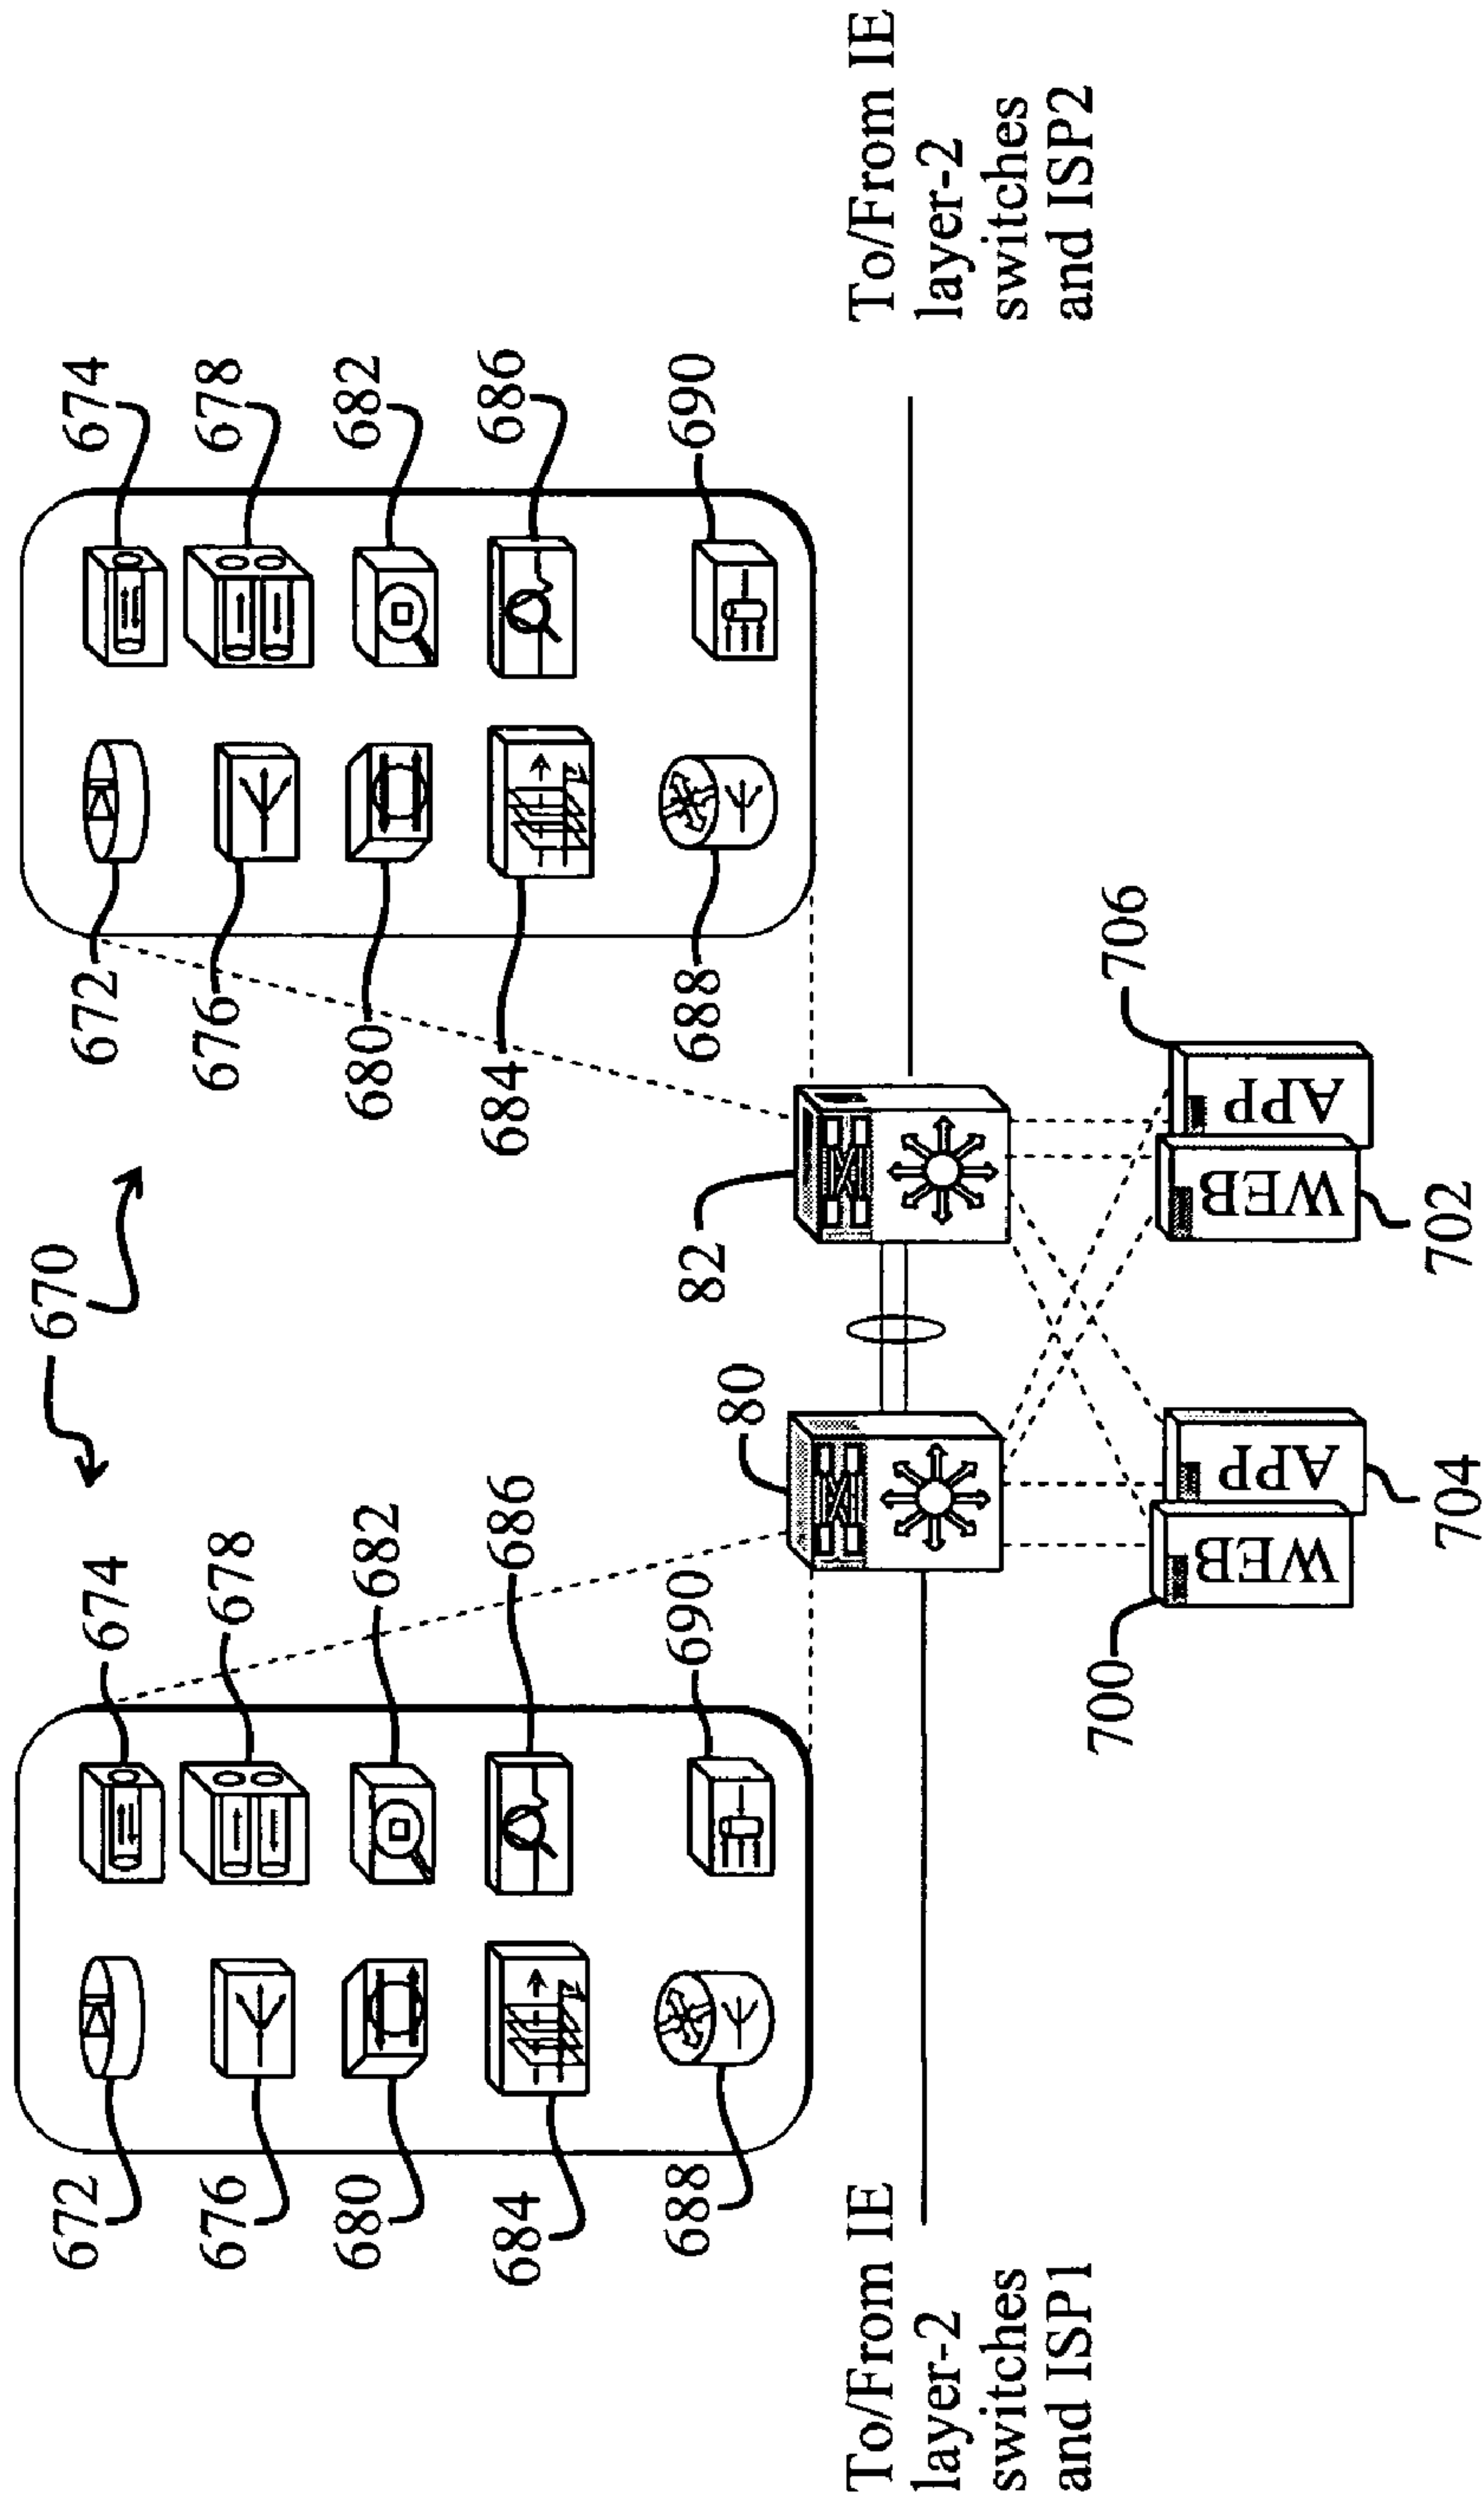 670
672
674
676
678
680
682
684
686
688
690
672
674
676
678
680
682
684
686
688
690
80
82
To/From IE
layer-2
switches
and ISP1
To/From IE
layer-2
switches
and ISP2
WEB
APP
WEB
APP
700
704
702
706